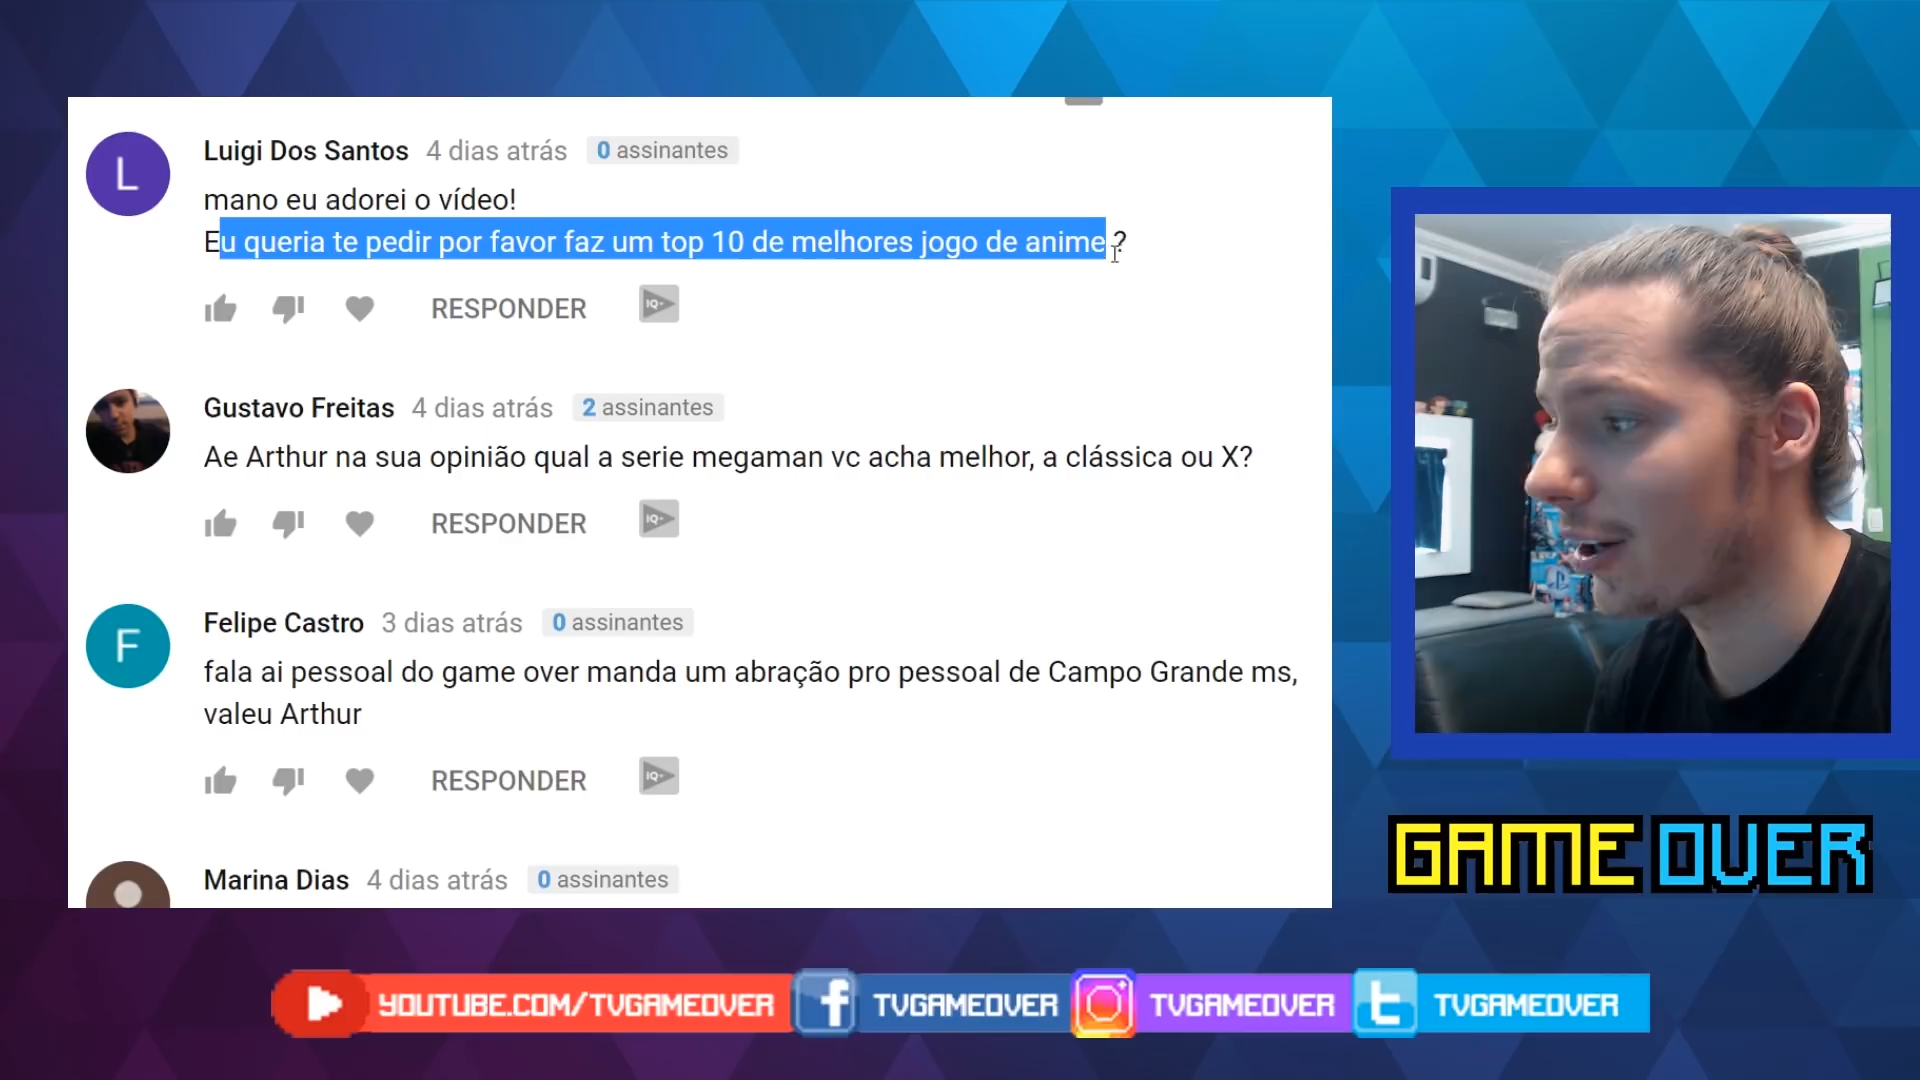 Luigi Dos Santos 4 dias atrás 0 assinantes
L
mano eu adorei o vídeo!
Eu queria te pedir por favor faz um top 10 de melhores jogo de anime ?
RESPONDER IQ+
Gustavo Freitas 4 dias atrás 2 assinantes
Ae Arthur na sua opinião qual a serie megaman vc acha melhor, a clássica ou X?
RESPONDER IQ+
Felipe Castro 3 dias atrás 0 assinantes
F
fala ai pessoal do game over manda um abração pro pessoal de Campo Grande ms,
valeu Arthur
RESPONDER IQ+
Marina Dias 4 dias atrás 0 assinantes
GAME OVER
YOUTUBE.COM/TVGAMEOVER f TVGAMEOVER TVGAMEOVER t TVGAMEOVER